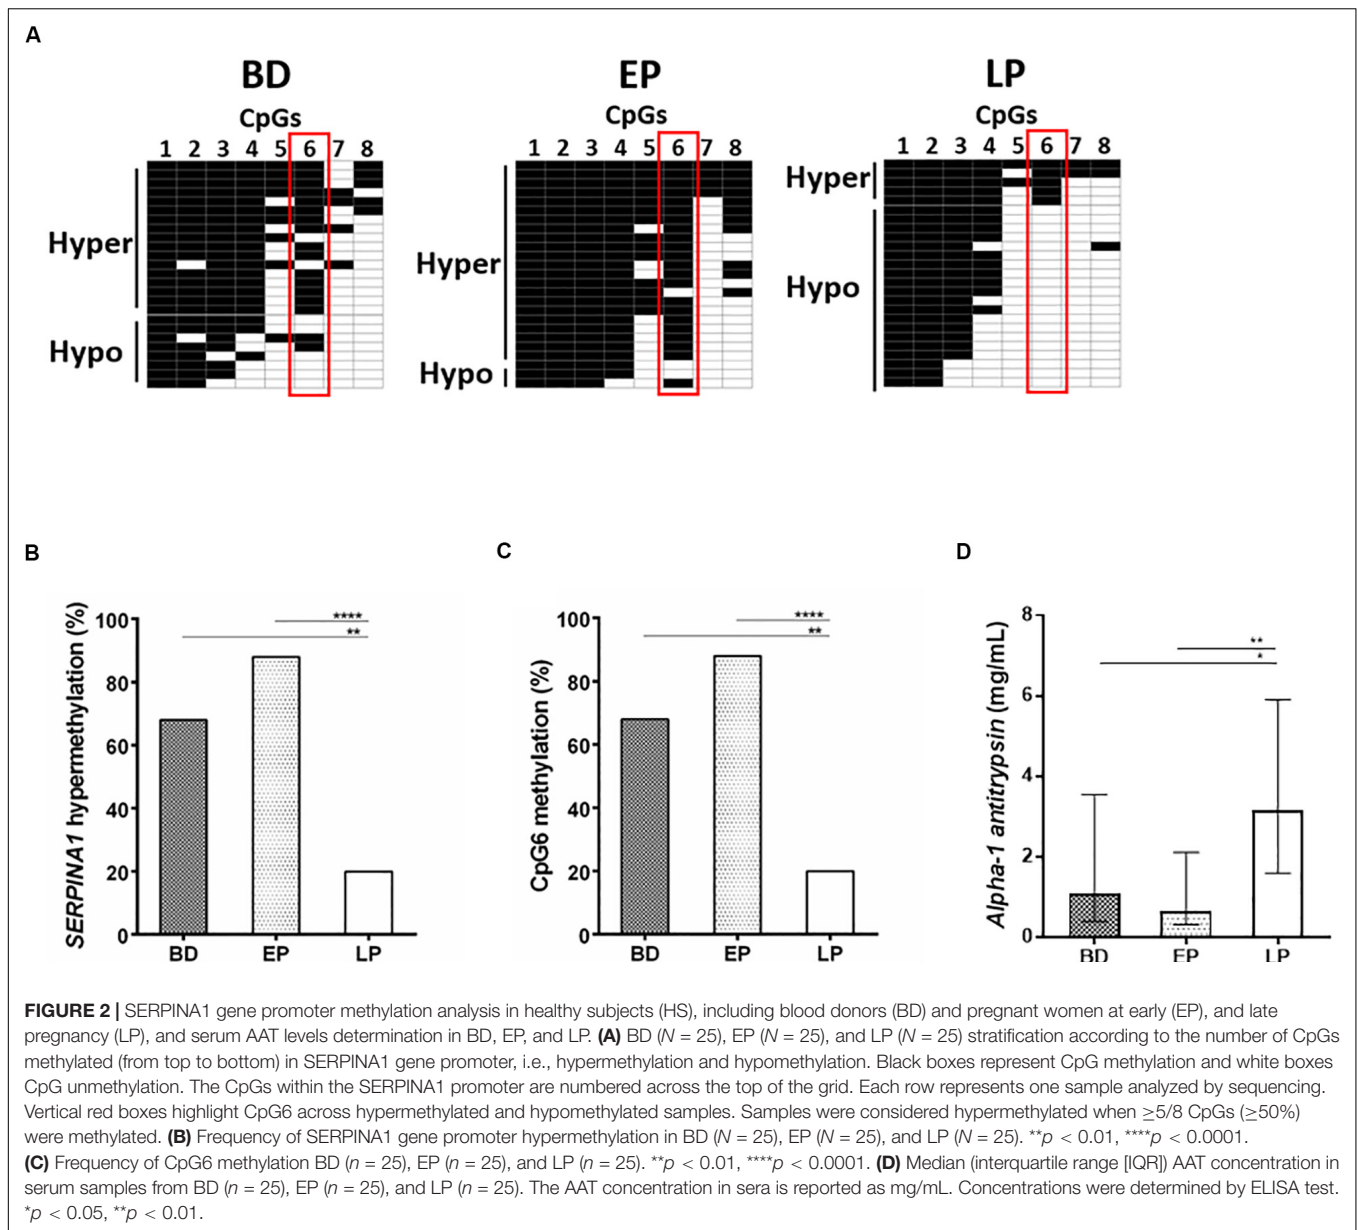 A
BD
EP
LP
CpGs
CpGs
CpGs
1 2 3 4 5 6 7 8
1 2 3 4 5 6 7 8
1 2 3 4 5 6 7 8
Hyper
Hypo
Hyper
Hypo
Hyper
Hypo
B
SERPINA1 hypermethylation (%)
100
80
60
40
20
0
****
**
BD EP LP
C
CpG6 methylation (%)
100
80
60
40
20
0
****
**
BD EP LP
D
Alpha-1 antitrypsin (mg/mL)
8
6
4
2
0
**
*
BD EP LP
FIGURE 2 | SERPINA1 gene promoter methylation analysis in healthy subjects (HS), including blood donors (BD) and pregnant women at early (EP), and late
pregnancy (LP), and serum AAT levels determination in BD, EP, and LP. (A) BD (N = 25), EP (N = 25), and LP (N = 25) stratification according to the number of CpGs
methylated (from top to bottom) in SERPINA1 gene promoter, i.e., hypermethylation and hypomethylation. Black boxes represent CpG methylation and white boxes
CpG unmethylation. The CpGs within the SERPINA1 promoter are numbered across the top of the grid. Each row represents one sample analyzed by sequencing.
Vertical red boxes highlight CpG6 across hypermethylated and hypomethylated samples. Samples were considered hypermethylated when ≥5/8 CpGs (≥50%)
were methylated. (B) Frequency of SERPINA1 gene promoter hypermethylation in BD (N = 25), EP (N = 25), and LP (N = 25). **p < 0.01, ****p < 0.0001.
(C) Frequency of CpG6 methylation BD (n = 25), EP (n = 25), and LP (n = 25). **p < 0.01, ****p < 0.0001. (D) Median (interquartile range [IQR]) AAT concentration in
serum samples from BD (n = 25), EP (n = 25), and LP (n = 25). The AAT concentration in sera is reported as mg/mL. Concentrations were determined by ELISA test.
*p < 0.05, **p < 0.01.